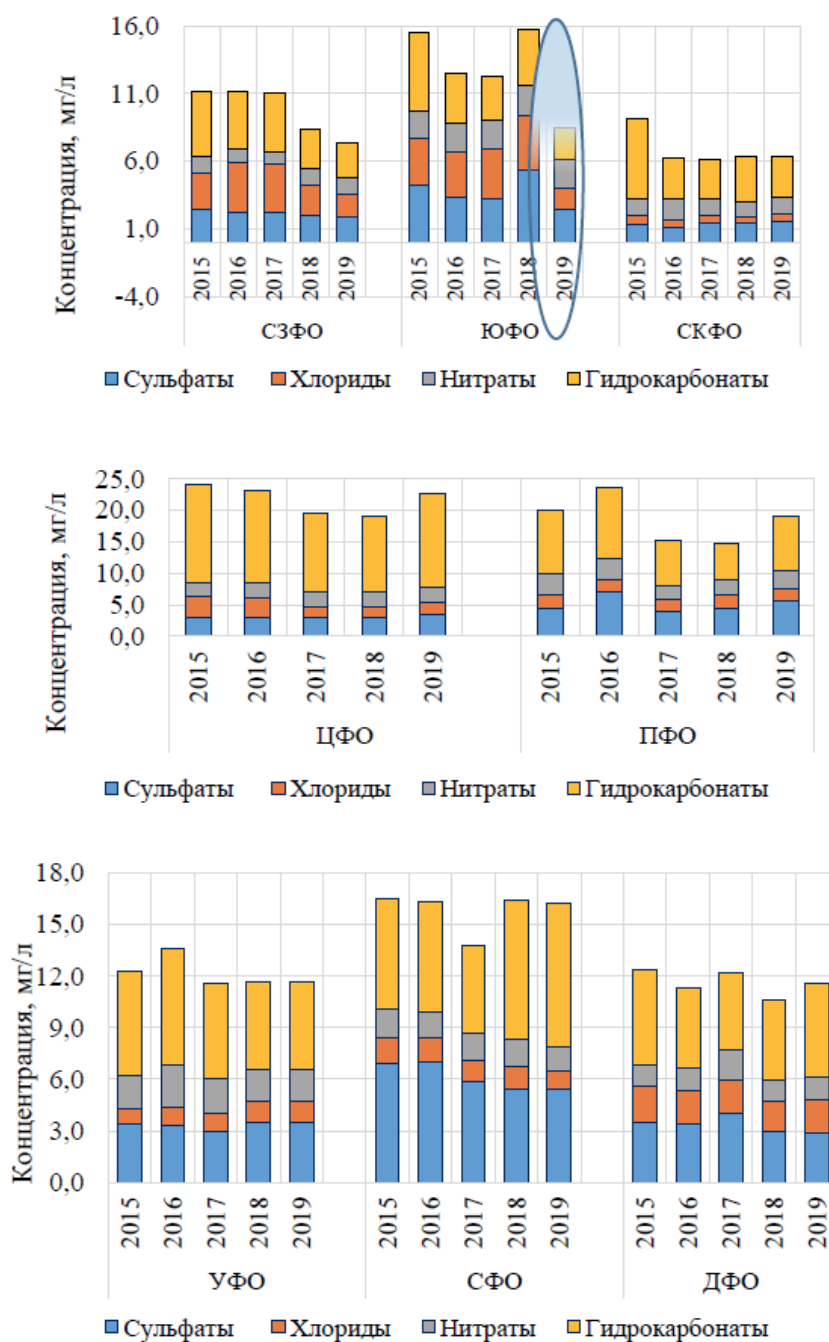 Концентрация, мг/л
16,0
11,0
6,0
1,0
-4,0
2015 2016 2017 2018 2019 2015 2016 2017 2018 2019 2015 2016 2017 2018 2019
СЗФО ЮФО СКФО
Сульфаты Хлориды Нитраты Гидрокарбонаты
Концентрация, мг/л
25,0
20,0
15,0
10,0
5,0
0,0
2015 2016 2017 2018 2019 2015 2016 2017 2018 2019
ЦФО ПФО
Сульфаты Хлориды Нитраты Гидрокарбонаты
Концентрация, мг/л
18,0
15,0
12,0
9,0
6,0
3,0
0,0
2015 2016 2017 2018 2019 2015 2016 2017 2018 2019 2015 2016 2017 2018 2019
УФО СФО ДФО
Сульфаты Хлориды Нитраты Гидрокарбонаты